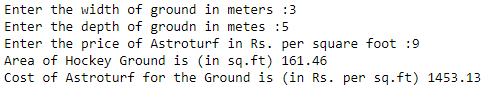 Enter the width of ground in meters :3
Enter the depth of groudn in metes :5
Enter the price of Astroturf in Rs. per square foot :9
Area of Hockey Ground is (in sq.ft) 161.46
Cost of Astroturf for the Ground is (in Rs. per sq.ft) 1453.13